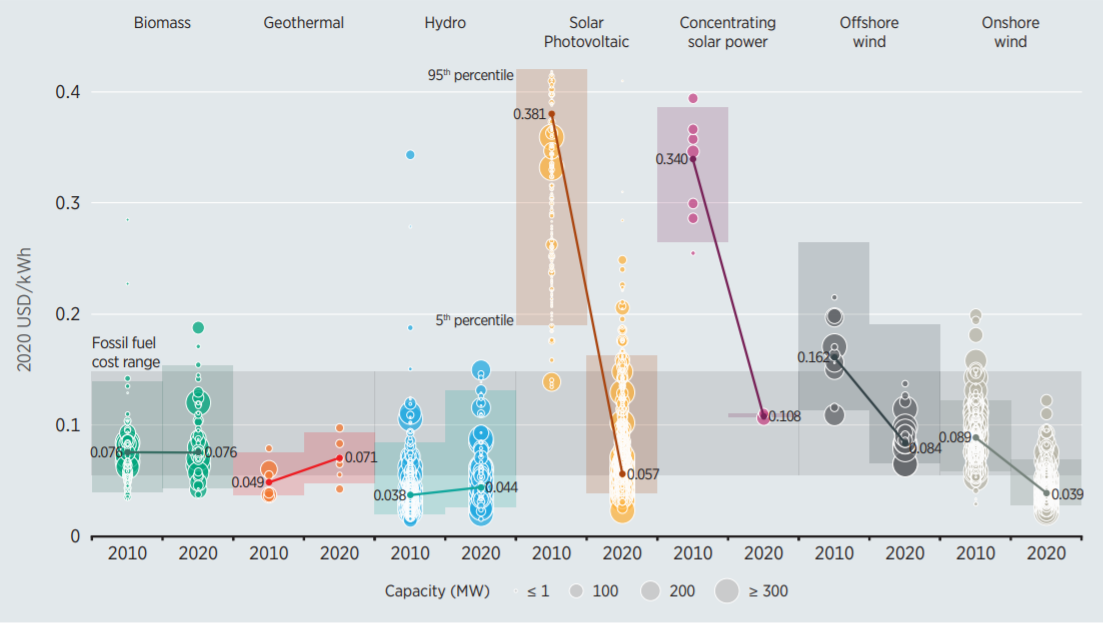 Biomass
Geothermal
Hydro
Solar
Photovoltaic
Concentrating
solar power
Offshore
wind
Onshore
wind
2020 USD/kWh
0.4
0.3
0.2
0.1
0
95th percentile
5th percentile
Fossil fuel
cost range
0.076
0.076
0.049
0.071
0.038
0.044
0.381
0.057
0.340
0.108
0.162
0.084
0.089
0.039
2010 2020 2010 2020 2010 2020 2010 2020 2010 2020 2010 2020 2010 2020
Capacity (MW) ≤ 1 100 200 ≥ 300